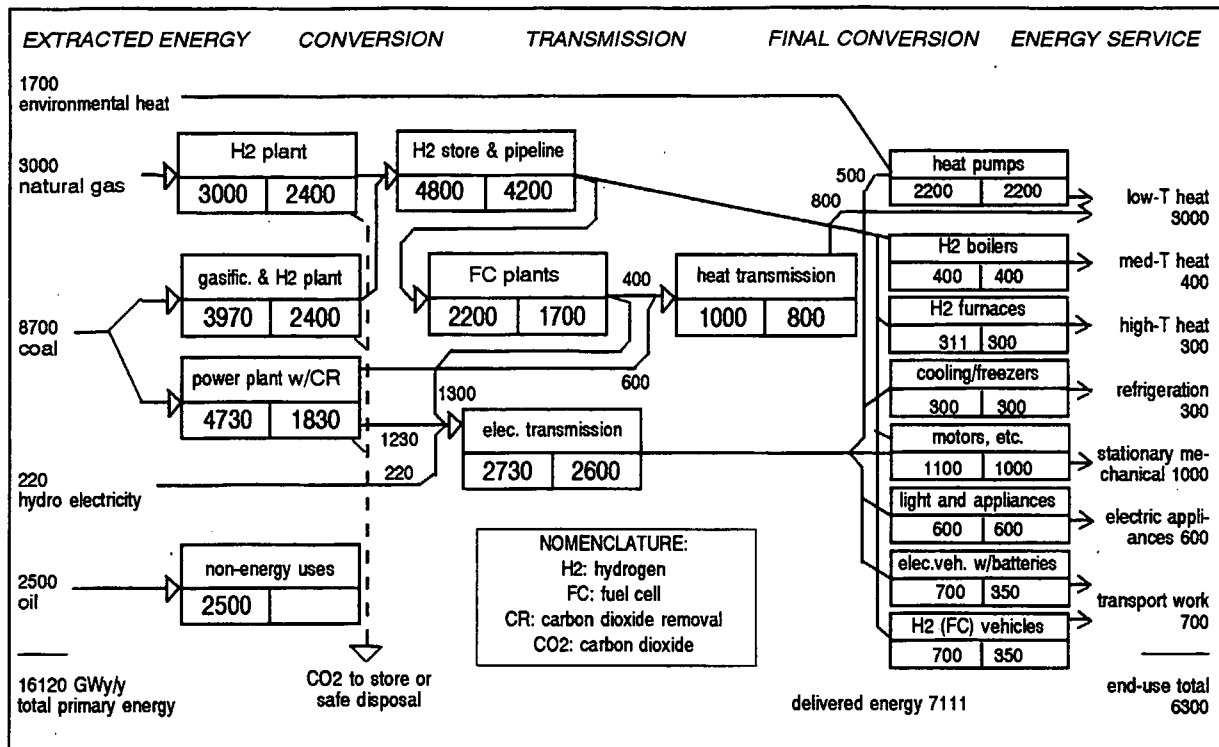 EXTRACTED ENERGY CONVERSION TRANSMISSION FINAL CONVERSION ENERGY SERVICE
1700
environmental heat
3000
natural gas
8700
coal
220
hydro electricity
2500
oil
16120 GWy/y
total primary energy
H2 plant
3000 2400
gasific. & H2 plant
3970 2400
power plant w/CR
4730 1830
non-energy uses
2500
CO2 to store or
safe disposal
H2 store & pipeline
4800 4200
FC plants
2200 1700
400
600
1300
1230
220
elec. transmission
2730 2600
heat transmission
1000 800
500
800
NOMENCLATURE:
H2: hydrogen
FC: fuel cell
CR: carbon dioxide removal
CO2: carbon dioxide
heat pumps
2200 2200
H2 boilers
400 400
H2 furnaces
311 300
cooling/freezers
300 300
motors, etc.
1100 1000
light and appliances
600 600
elec.veh. w/batteries
700 350
H2 (FC) vehicles
700 350
delivered energy 7111
low-T heat
3000
med-T heat
400
high-T heat
300
refrigeration
300
stationary me-
chanical 1000
electric appli-
ances 600
transport work
700
end-use total
6300